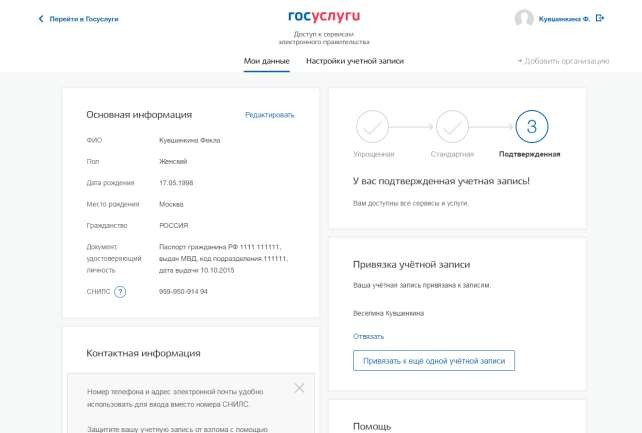 Перейти в Госуслуги
госуслуги
Доступ к сервисам
электронного правительства
Кувшинкина Ф.
Мои данные
Настройки учетной записи
+ Добавить организацию
Основная информация
Редактировать
ФИО
Кувшинкина Фекла
Пол
Женский
Дата рождения
17.05.1998
Место рождения
Москва
Гражданство
РОССИЯ
Документ,
удостоверяющий
личность
Паспорт гражданина РФ 1111 111111,
выдан МВД, код подразделения 111111,
дата выдачи 10.10.2015
СНИЛС ?
959-950-914 94
Контактная информация
Номер телефона и адрес электронной почты удобно
использовать для входа вместо номера СНИЛС.
Защитите вашу учетную запись от взлома с помощью
3
Упрощенная
Стандартная
Подтвержденная
У вас подтвержденная учетная запись!
Вам доступны все сервисы и услуги.
Привязка учётной записи
Ваша учётная запись привязана к записям:
Веселина Кувшинкина
Отвязать
Привязать к ещё одной учётной записи
Помощь